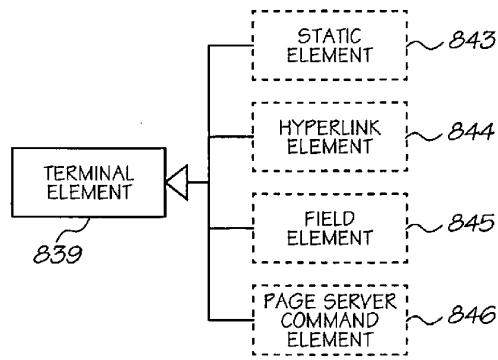 STATIC
ELEMENT
843
HYPERLINK
ELEMENT
844
TERMINAL
ELEMENT
839
FIELD
ELEMENT
845
PAGE SERVER
COMMAND
ELEMENT
846